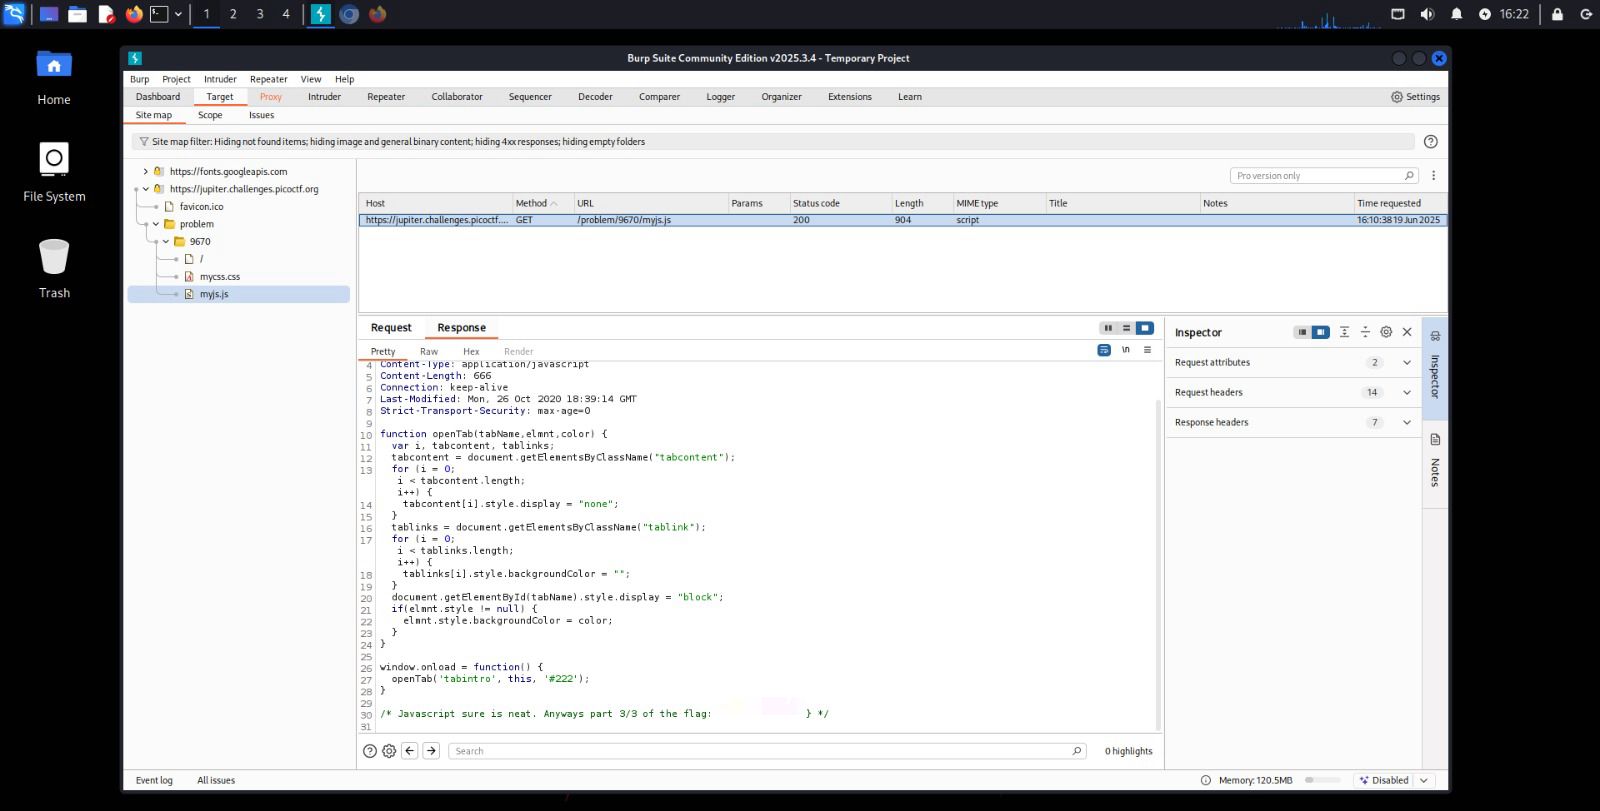 1 2 3 4 16:22
Home
File System
Trash
Burp Suite Community Edition v2025.3.4 - Temporary Project
Burp Project Intruder Repeater View Help
Dashboard Target Proxy Intruder Repeater Collaborator Sequencer Decoder Comparer Logger Organizer Extensions Learn Settings
Site map Scope Issues
Site map filter: Hiding not found items; hiding image and general binary content; hiding 4xx responses; hiding empty folders
https://fonts.googleapis.com
https://jupiter.challenges.picoctf.org
favicon.ico
problem
9670
/
mycss.css
myjs.js
Pro version only
Host Method URL Params Status code Length MIME type Title Notes Time requested
https://jupiter.challenges.picoctf.... GET /problem/9670/myjs.js 200 904 script 16:10:38 19 Jun 2025
Request Response
Pretty Raw Hex Render \n
4 Content-Type: application/javascript
5 Content-Length: 666
6 Connection: keep-alive
7 Last-Modified: Mon, 26 Oct 2020 18:39:14 GMT
8 Strict-Transport-Security: max-age=0
9
10 function openTab(tabName,elmnt,color) {
11 var i, tabcontent, tablinks;
12 tabcontent = document.getElementsByClassName("tabcontent");
13 for (i = 0;
i < tabcontent.length;
i++) {
14 tabcontent[i].style.display = "none";
15 }
16 tablinks = document.getElementsByClassName("tablink");
17 for (i = 0;
i < tablinks.length;
i++) {
18 tablinks[i].style.backgroundColor = "";
19 }
20 document.getElementById(tabName).style.display = "block";
21 if(elmnt.style != null) {
22 elmnt.style.backgroundColor = color;
23 }
24 }
25
26 window.onload = function() {
27 openTab('tabintro', this, '#222');
28 }
29
30 /* Javascript sure is neat. Anyways part 3/3 of the flag: } */
31
Search 0 highlights
Inspector
Request attributes 2
Request headers 14
Response headers 7
Inspector
Notes
Event log All issues Memory: 120.5MB Disabled